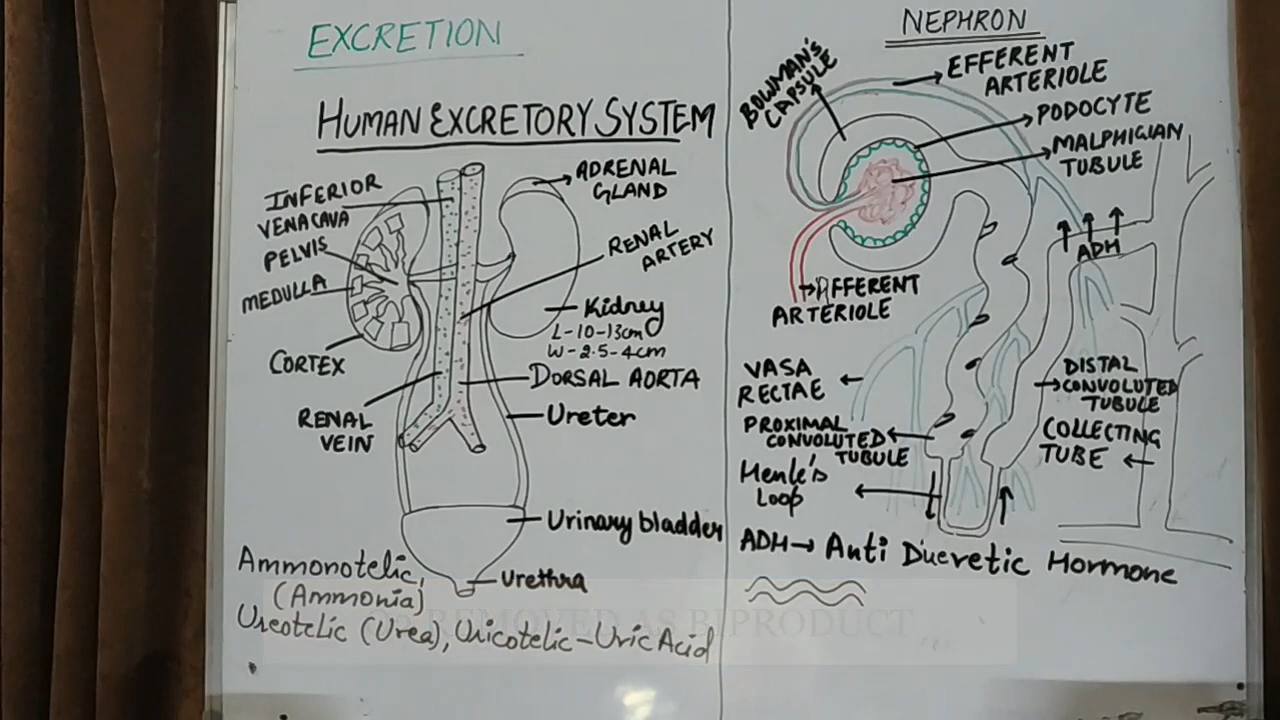 EXCRETION
HUMAN EXCRETORY SYSTEM
INFERIOR
VENACAVA
PELVIS
MEDULLA
CORTEX
RENAL
VEIN
ADRENAL
GLAND
RENAL
ARTERY
Kidney
L-10-13cm
W-2.5-4cm
DORSAL AORTA
Ureter
Urinary bladder
Urethra
Ammonotelic,
(Ammonia)
Ureotelic (Urea), Uricotelic-Uric Acid
NEPHRON
BOWMAN'S
CAPSULE
EFFERENT
ARTERIOLE
PODOCYTE
MALPHIGIAN
TUBULE
ADH
AFFERENT
ARTERIOLE
VASA
RECTAE
PROXIMAL
CONVOLUTED
TUBULE
Henle's
Loop
DISTAL
CONVOLUTED
TUBULE
COLLECTING
TUBE
ADH→ Anti Diuretic Hormone
OR REMOVED AS BIPRODUCT